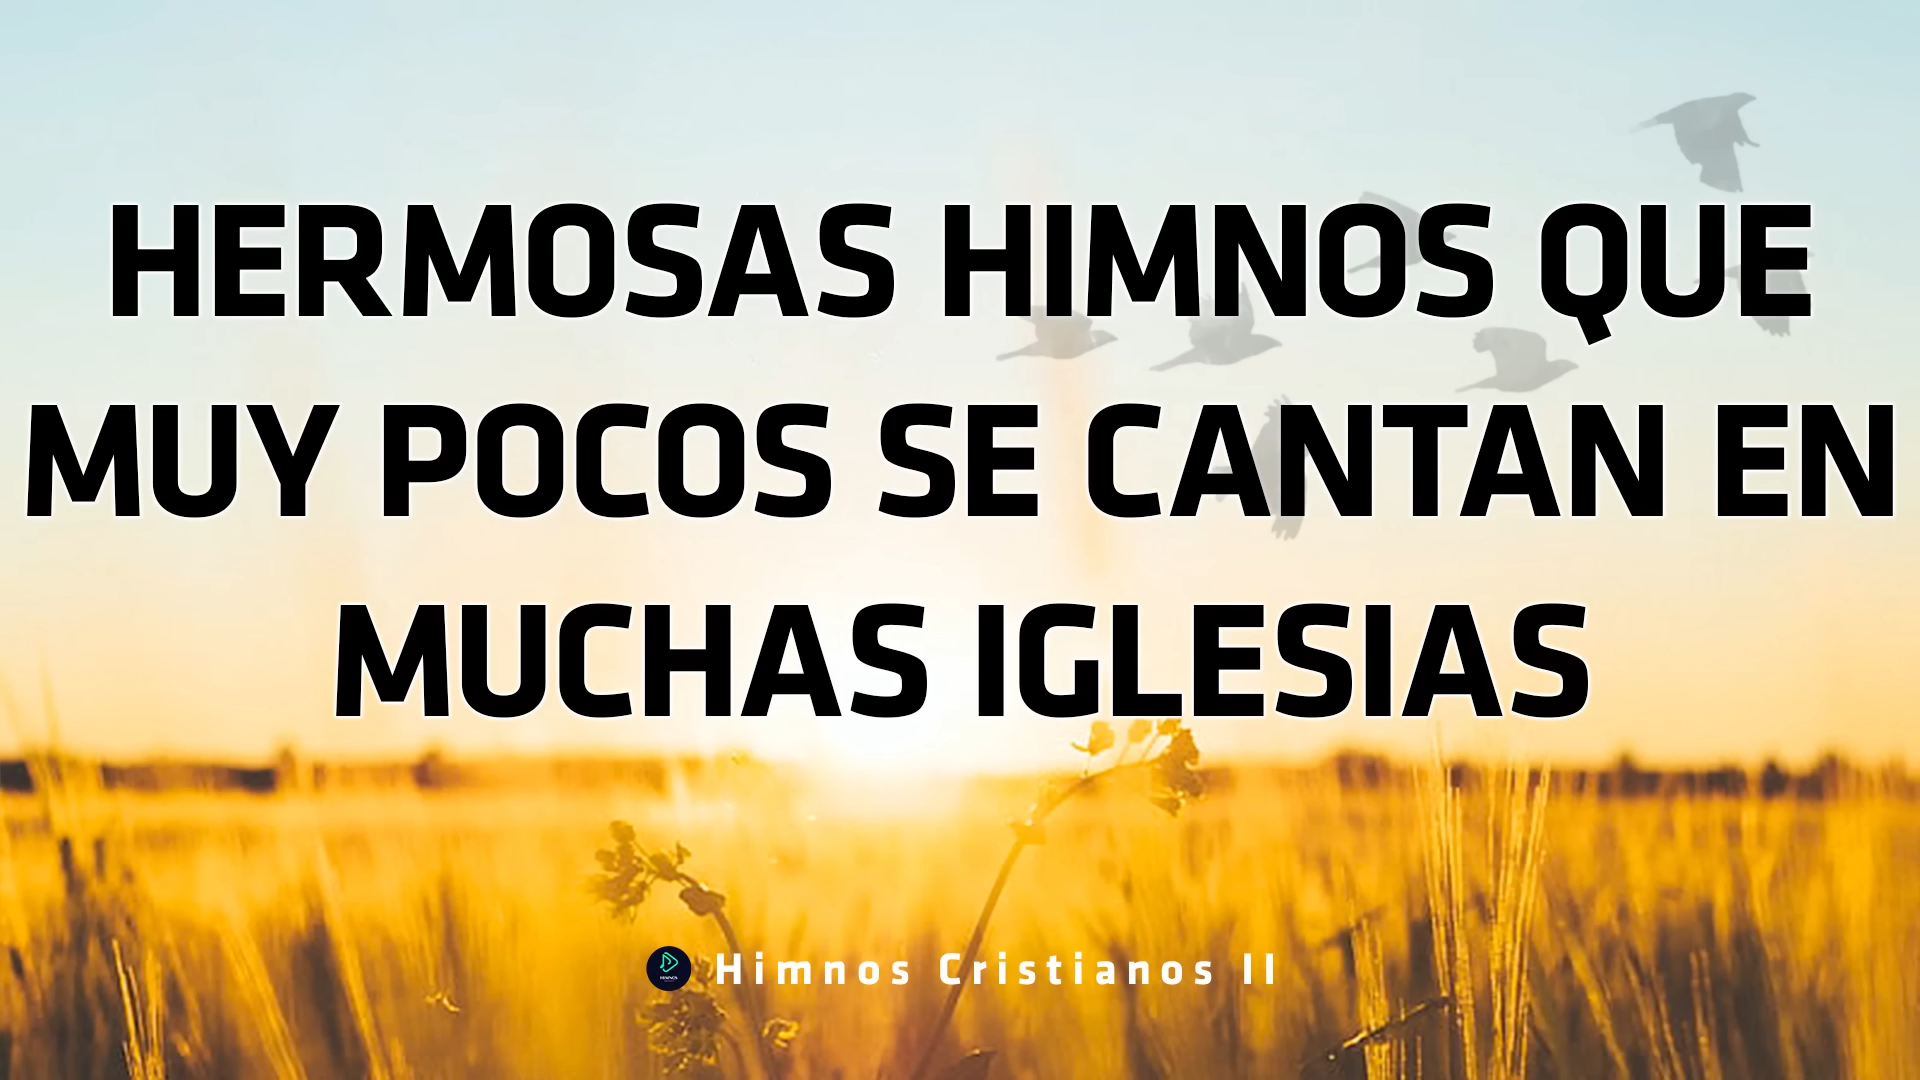 HERMOSAS HIMNOS QUE
MUY POCOS SE CANTAN EN
MUCHAS IGLESIAS
Himnos Cristianos II